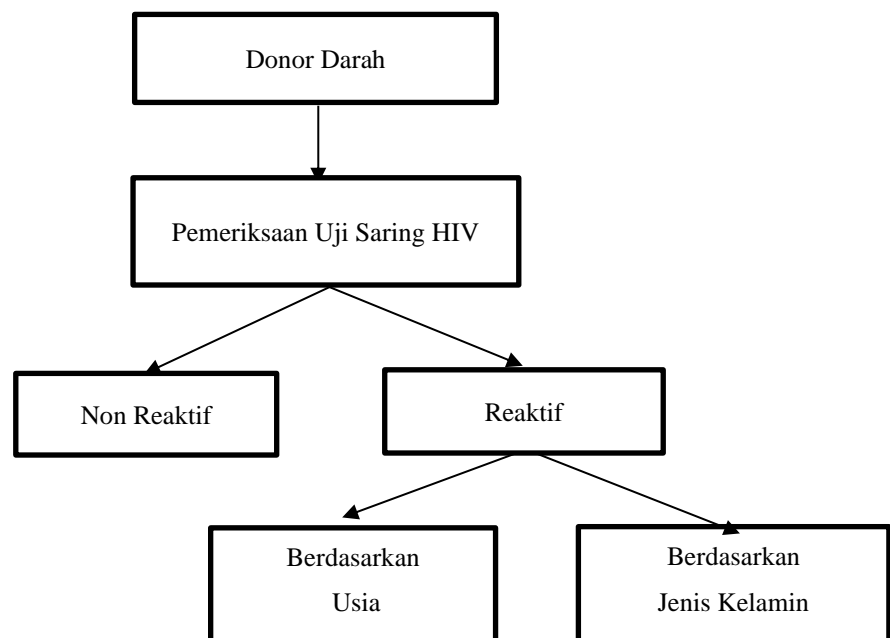 Donor Darah
Pemeriksaan Uji Saring HIV
Non Reaktif
Reaktif
Berdasarkan
Usia
Berdasarkan
Jenis Kelamin